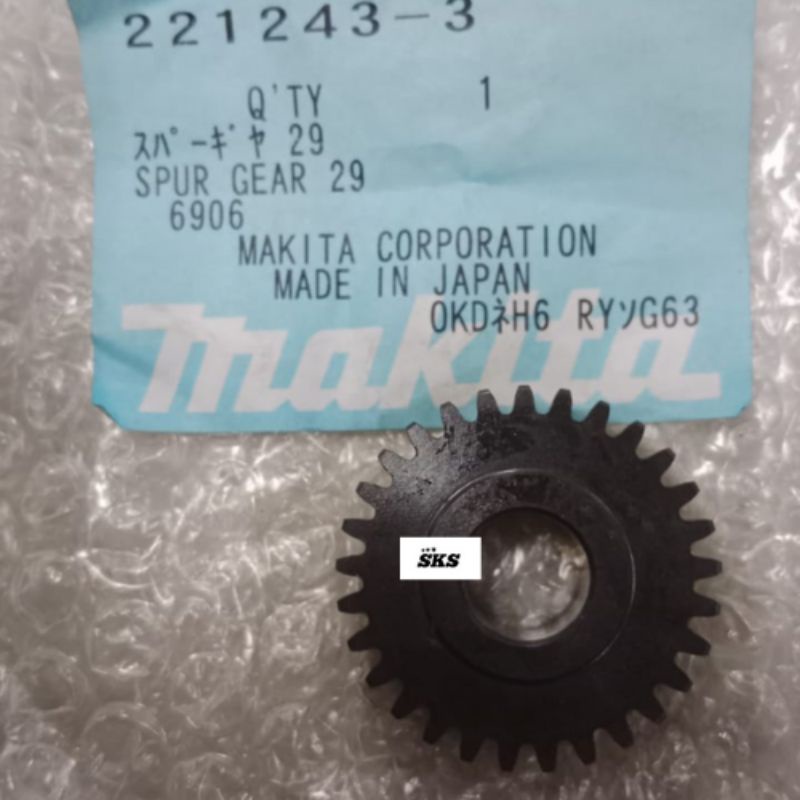 221243-3
Q'TY 1
スパーギヤ 29
SPUR GEAR 29
6906
MAKITA CORPORATION
MADE IN JAPAN
OKDネH6 RYソG63
makita
SKS